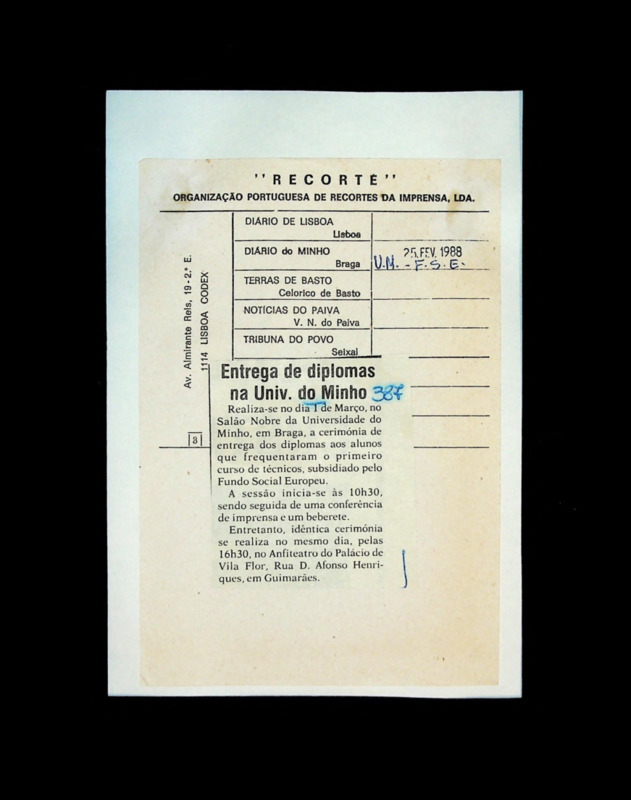 "RECORTE"
ORGANIZAÇÃO PORTUGUESA DE RECORTES DA IMPRENSA, LDA.
Av. Almirante Reis, 19-2.º E.
1114 LISBOA CODEX
3
DIÁRIO DE LISBOA
Lisboa
DIÁRIO do MINHO
Braga
25. FEV. 1988
U.M. - F.S.E.
TERRAS DE BASTO
Celorico de Basto
NOTÍCIAS DO PAIVA
V. N. do Paiva
TRIBUNA DO POVO
Seixal
Entrega de diplomas
na Univ. do Minho 387
Realiza-se no dia 1 de Março, no
Salão Nobre da Universidade do
Minho, em Braga, a cerimónia de
entrega dos diplomas aos alunos
que frequentaram o primeiro
curso de técnicos, subsidiado pelo
Fundo Social Europeu.
A sessão inicia-se às 10h30,
sendo seguida de uma conferência
de imprensa e um beberete.
Entretanto, idêntica cerimónia
se realiza no mesmo dia, pelas
16h30, no Anfiteatro do Palácio de
Vila Flor, Rua D. Afonso Henri-
ques, em Guimarães.